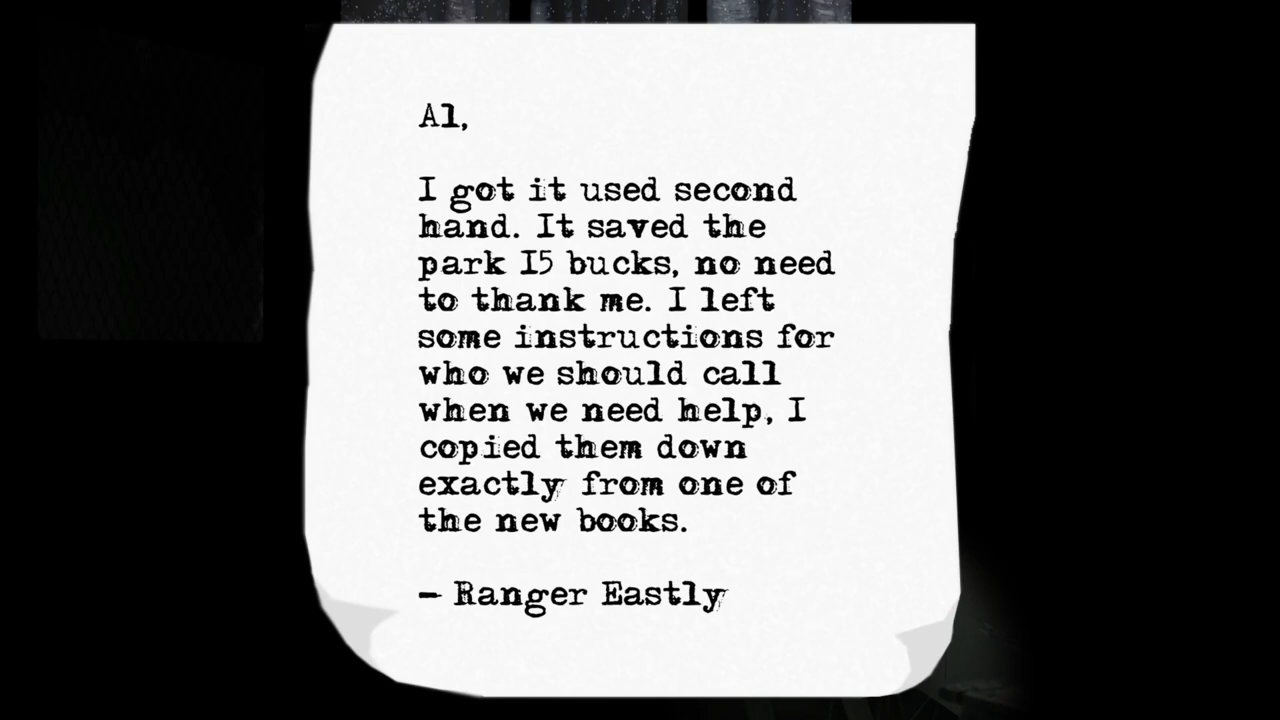 Al,
I got it used second
hand. It saved the
park 15 bucks, no need
to thank me. I left
some instructions for
who we should call
when we need help, I
copied them down
exactly from one of
the new books.
— Ranger Eastly